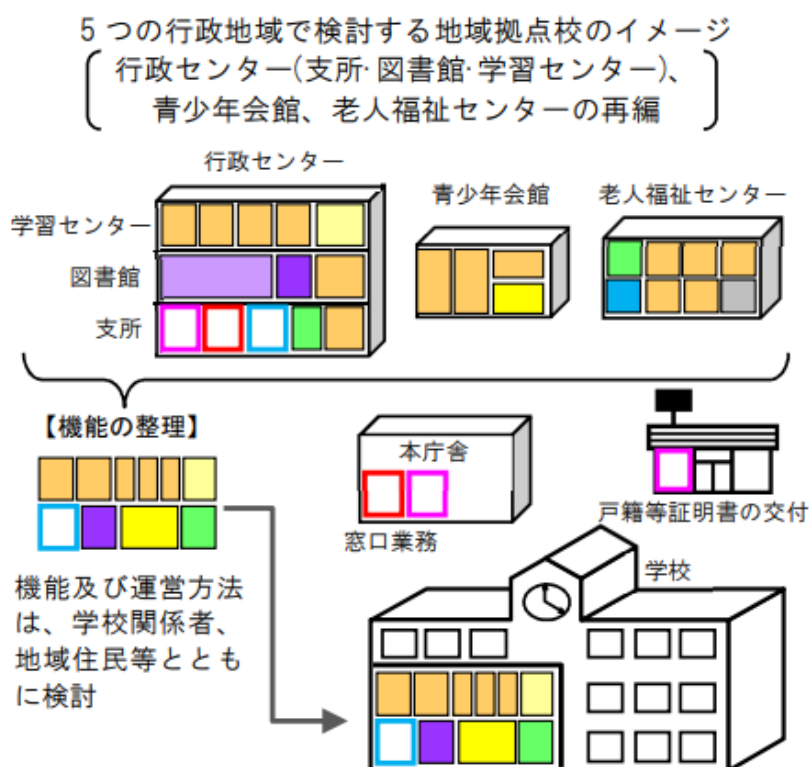 5つの行政地域で検討する地域拠点校のイメージ
行政センター(支所･図書館･学習センター)、
青少年会館、老人福祉センターの再編
行政センター
青少年会館
老人福祉センター
学習センター
図書館
支所
【機能の整理】
本庁舎
窓口業務
戸籍等証明書の交付
学校
機能及び運営方法
は、学校関係者、
地域住民等ととも
に検討